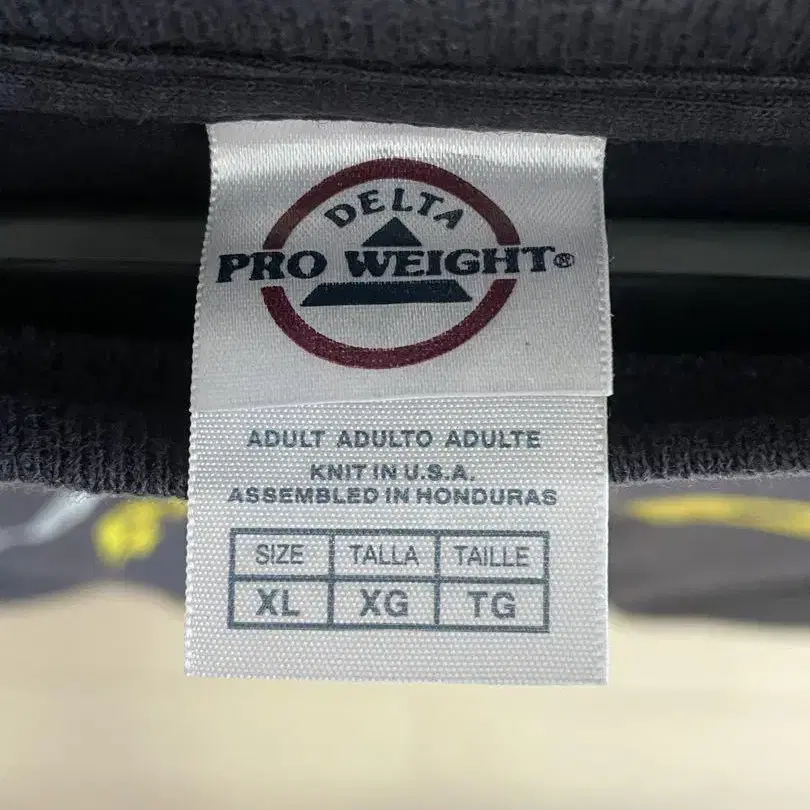 DELTA
PRO WEIGHT®
ADULT ADULTO ADULTE
KNIT IN U.S.A.
ASSEMBLED IN HONDURAS
SIZE TALLA TAILLE
XL XG TG